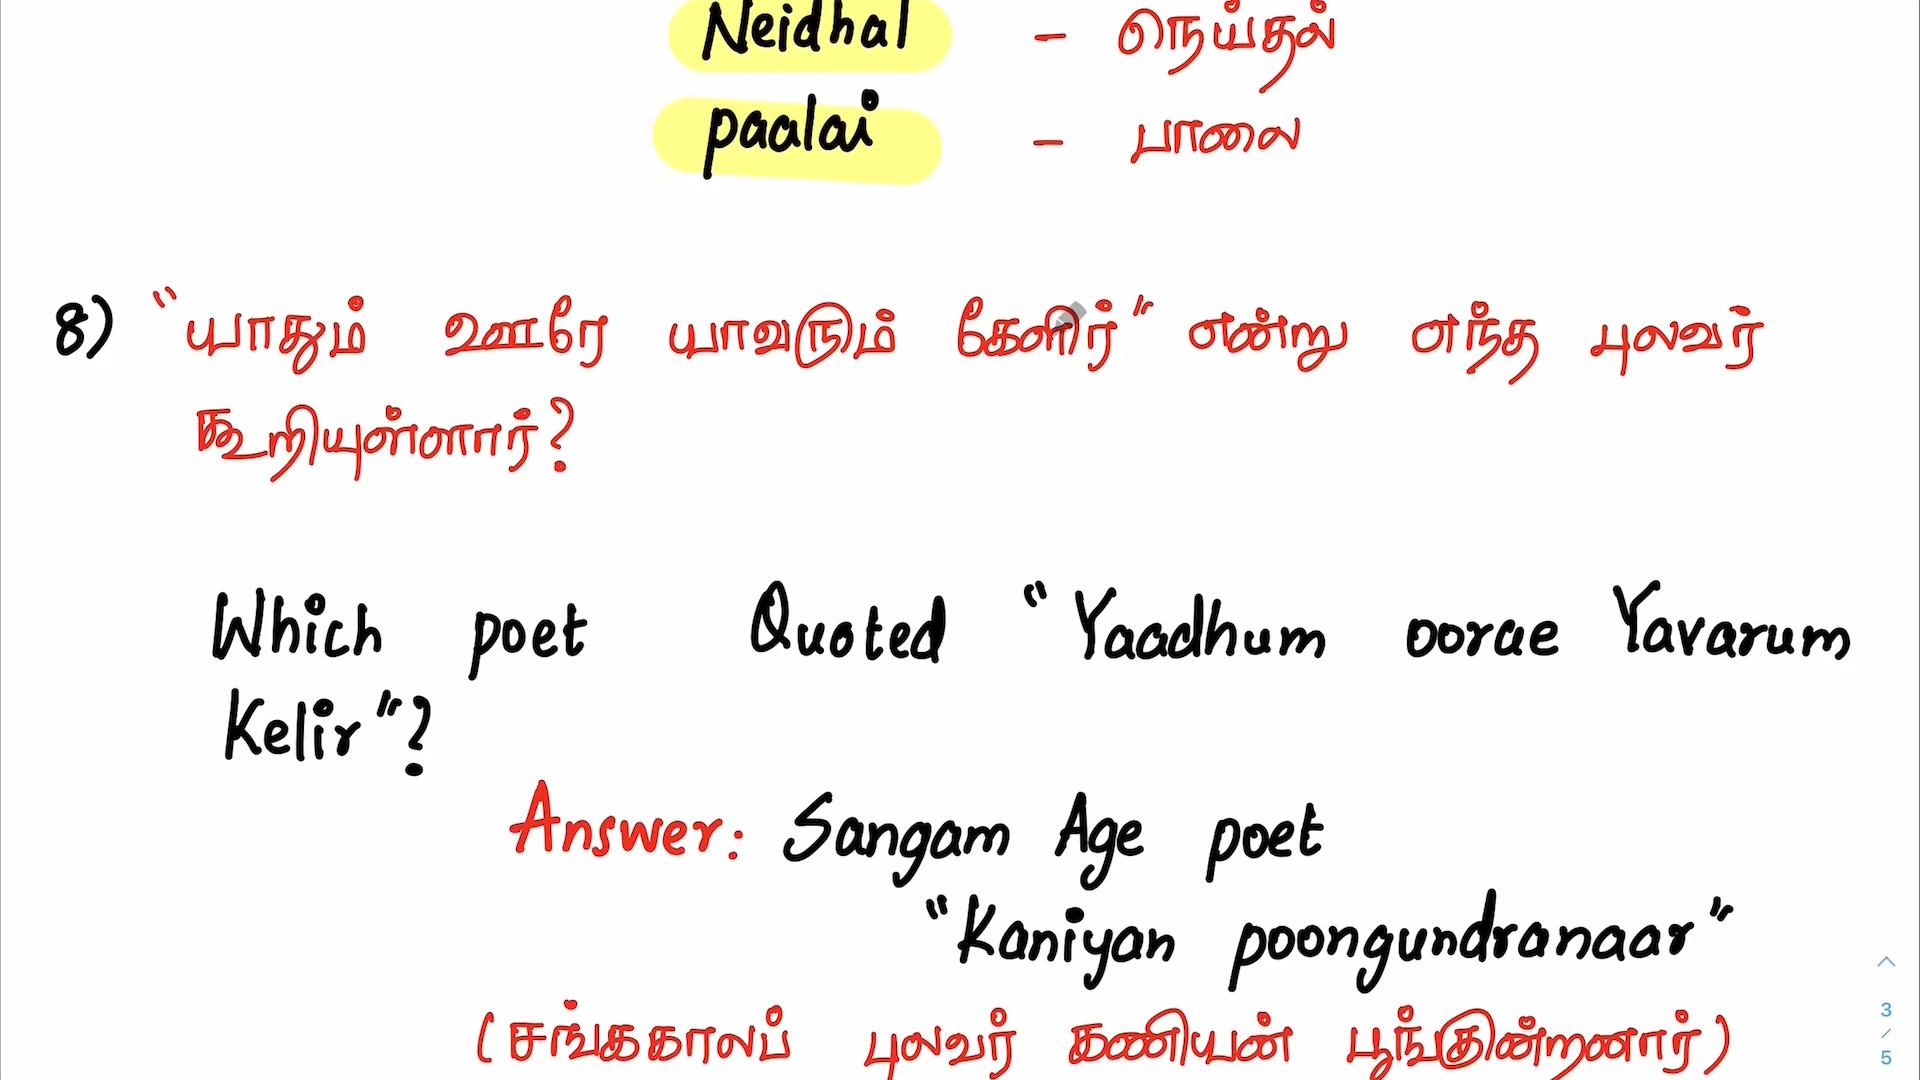 Neidhal - நெய்தல்
paalai - பாலை
8) "யாதும் ஊரே யாவரும் கேளிர்" என்று எந்த புலவர்
கூறியுள்ளார்?
Which poet Quoted "Yaadhum oorae Yavarum
Kelir"?
Answer: Sangam Age poet
"Kaniyan poongundranaar"
(சங்ககாலப் புலவர் கணியன் பூங்குன்றனார்)
3
/
5